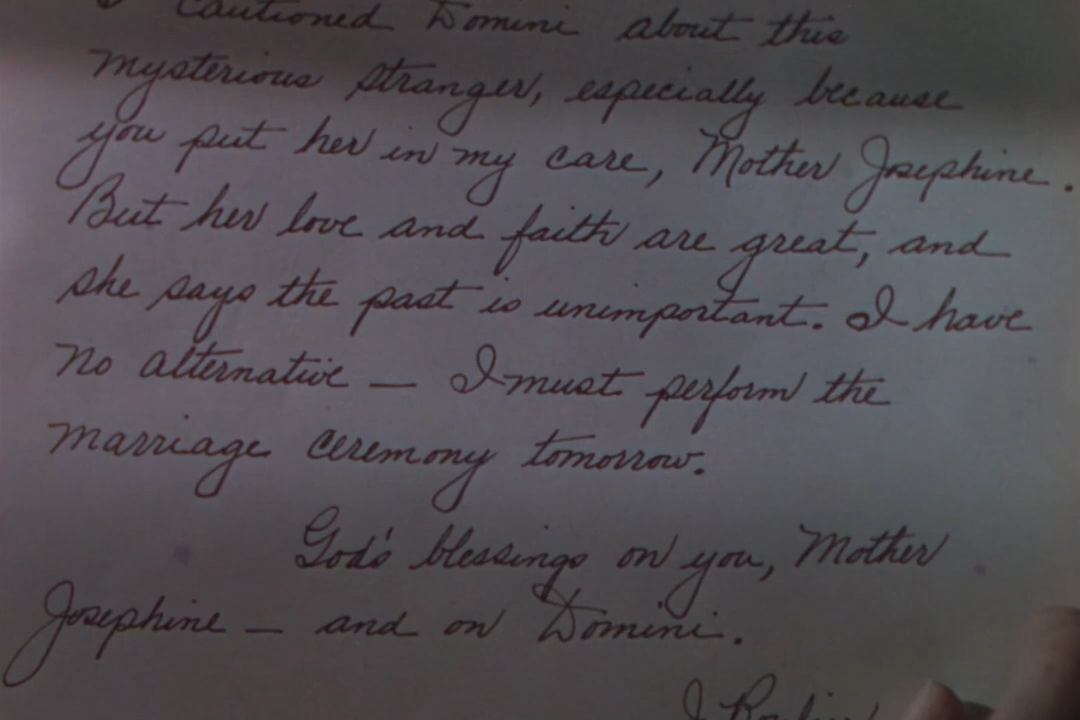 I cautioned Domini about this
mysterious stranger, especially because
you put her in my care, Mother Josephine.
But her love and faith are great, and
she says the past is unimportant. I have
no alternative — I must perform the
marriage ceremony tomorrow.
God's blessings on you, Mother
Josephine — and on Domini.